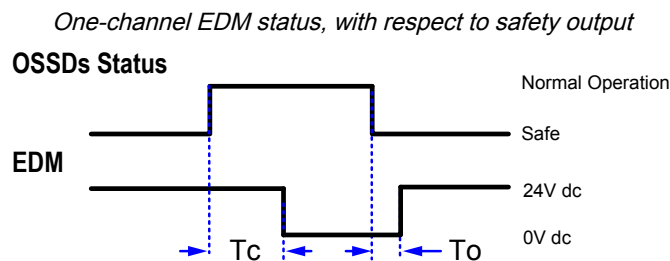 One-channel EDM status, with respect to safety output
OSSDs Status
Normal Operation
Safe
EDM
24V dc
0V dc
Tc
To